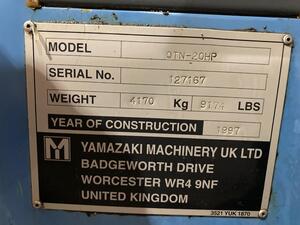 MODEL QTN-20HP
SERIAL No. 127167
WEIGHT 4170 Kg 9174 LBS
YEAR OF CONSTRUCTION 1997
YAMAZAKI MACHINERY UK LTD
BADGEWORTH DRIVE
WORCESTER WR4 9NF
UNITED KINGDOM
3521 YUK 1870